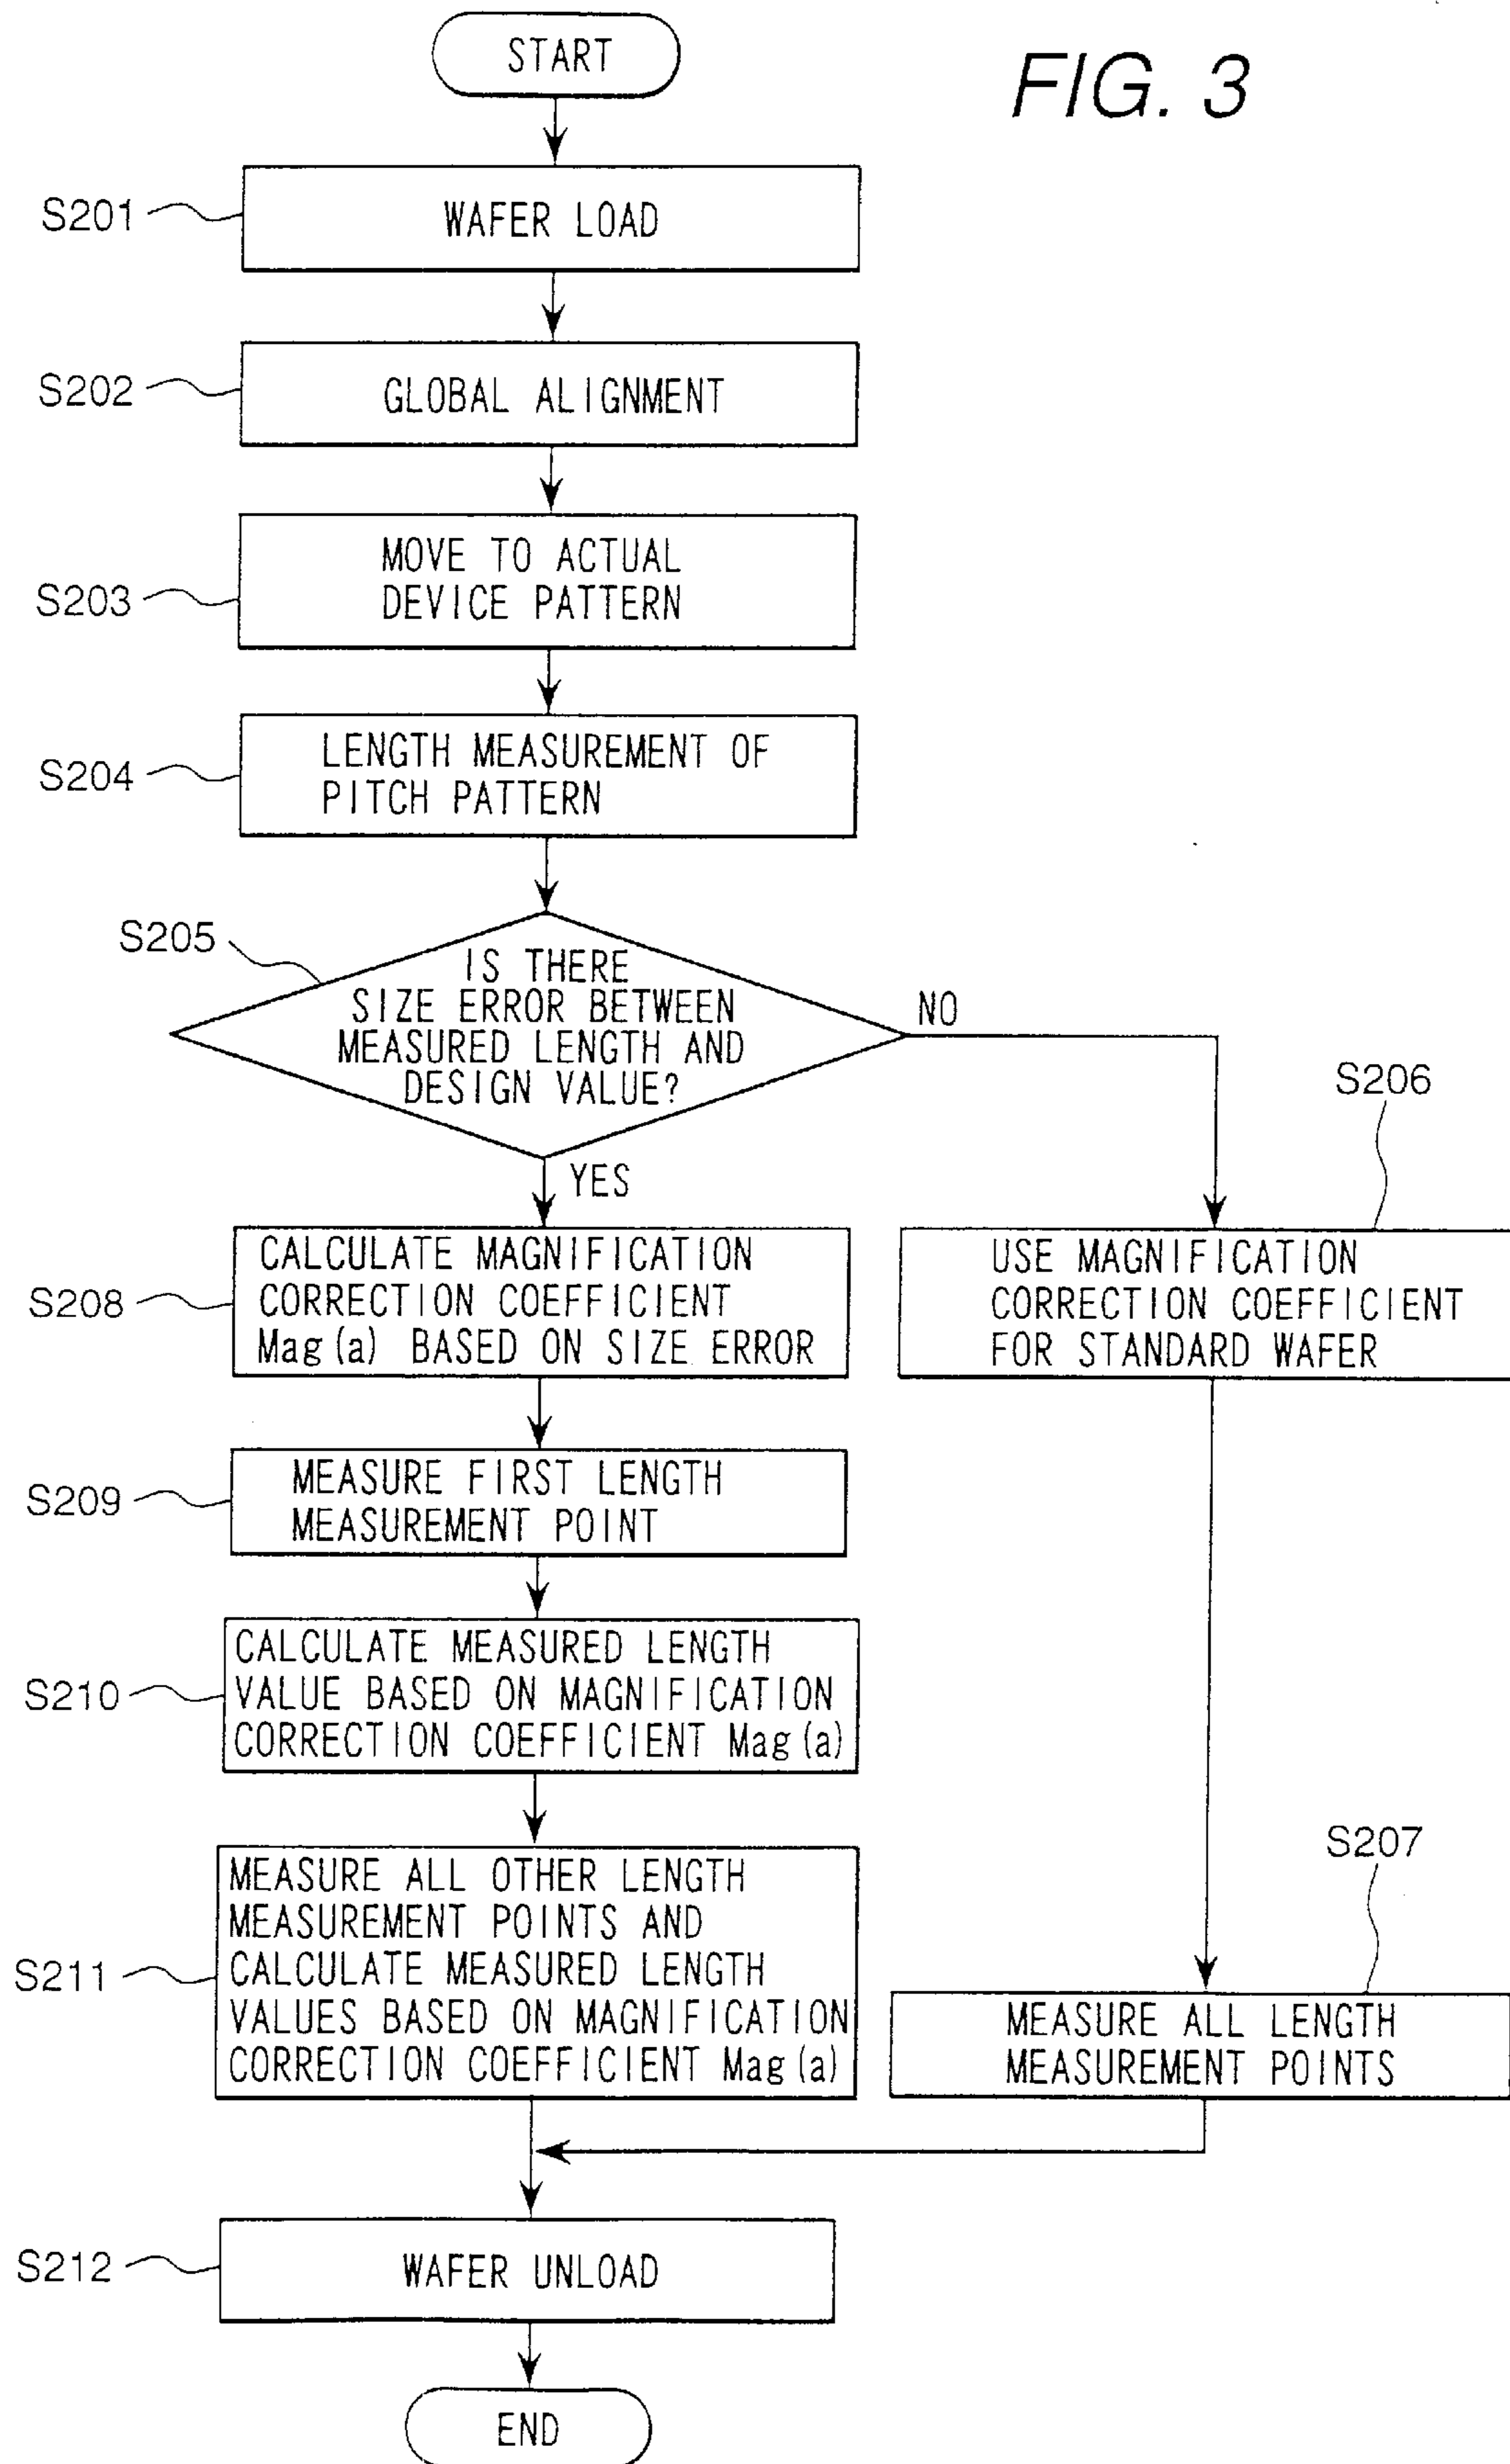 FIG. 3
START
S201
WAFER LOAD
S202
GLOBAL ALIGNMENT
S203
MOVE TO ACTUAL
DEVICE PATTERN
S204
LENGTH MEASUREMENT OF
PITCH PATTERN
S205
IS THERE
SIZE ERROR BETWEEN
MEASURED LENGTH AND
DESIGN VALUE?
NO
YES
S206
USE MAGNIFICATION
CORRECTION COEFFICIENT
FOR STANDARD WAFER
S208
CALCULATE MAGNIFICATION
CORRECTION COEFFICIENT
Mag(a) BASED ON SIZE ERROR
S209
MEASURE FIRST LENGTH
MEASUREMENT POINT
S210
CALCULATE MEASURED LENGTH
VALUE BASED ON MAGNIFICATION
CORRECTION COEFFICIENT Mag(a)
S211
MEASURE ALL OTHER LENGTH
MEASUREMENT POINTS AND
CALCULATE MEASURED LENGTH
VALUES BASED ON MAGNIFICATION
CORRECTION COEFFICIENT Mag(a)
S207
MEASURE ALL LENGTH
MEASUREMENT POINTS
S212
WAFER UNLOAD
END